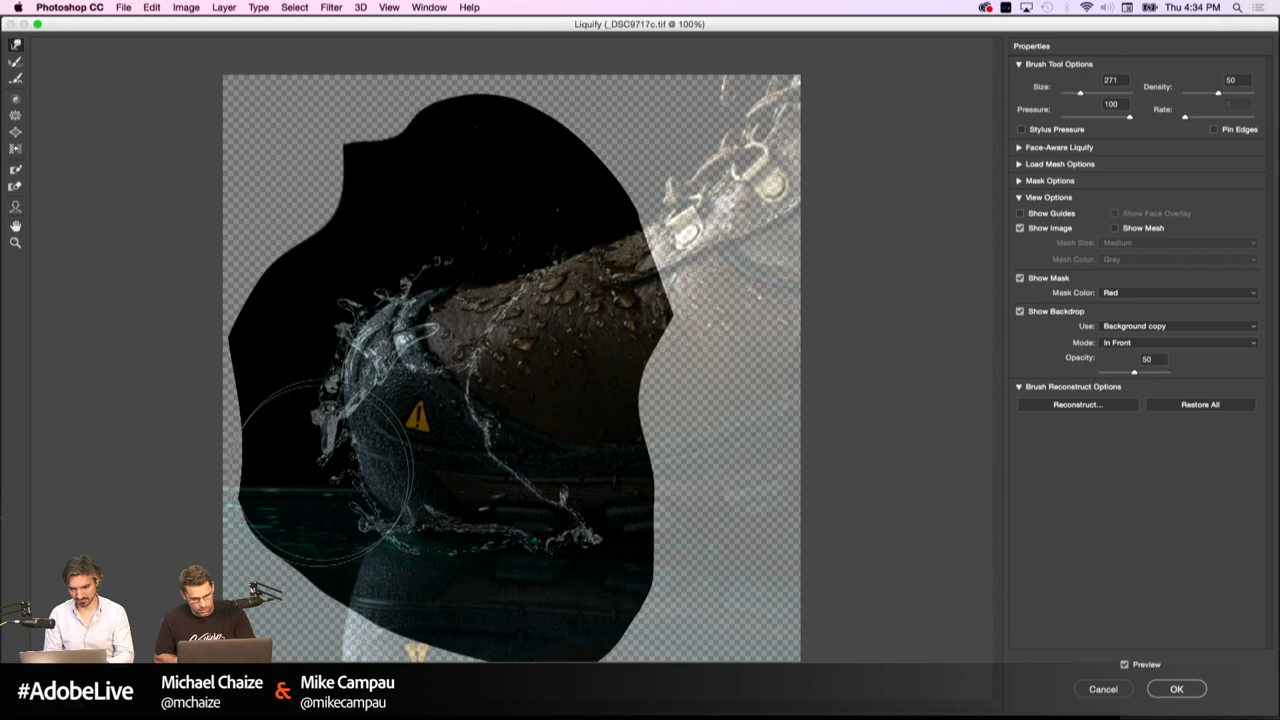 Photoshop CC File Edit Image Layer Type Select Filter 3D View Window Help Thu 4:34 PM
Liquify (_DSC9717c.tif @ 100%)
Properties
Brush Tool Options
Size: 271 Density: 50
Pressure: 100 Rate:
Stylus Pressure Pin Edges
Face-Aware Liquify
Load Mesh Options
Mask Options
View Options
Show Guides Show Face Overlay
Show Image Show Mesh
Mesh Size: Medium
Mesh Color: Gray
Show Mask
Mask Color: Red
Show Backdrop
Use: Background copy
Mode: In Front
Opacity: 50
Brush Reconstruct Options
Reconstruct... Restore All
Preview
Cancel OK
#AdobeLive
Michael Chaize & Mike Campau
@mchaize @mikecampau